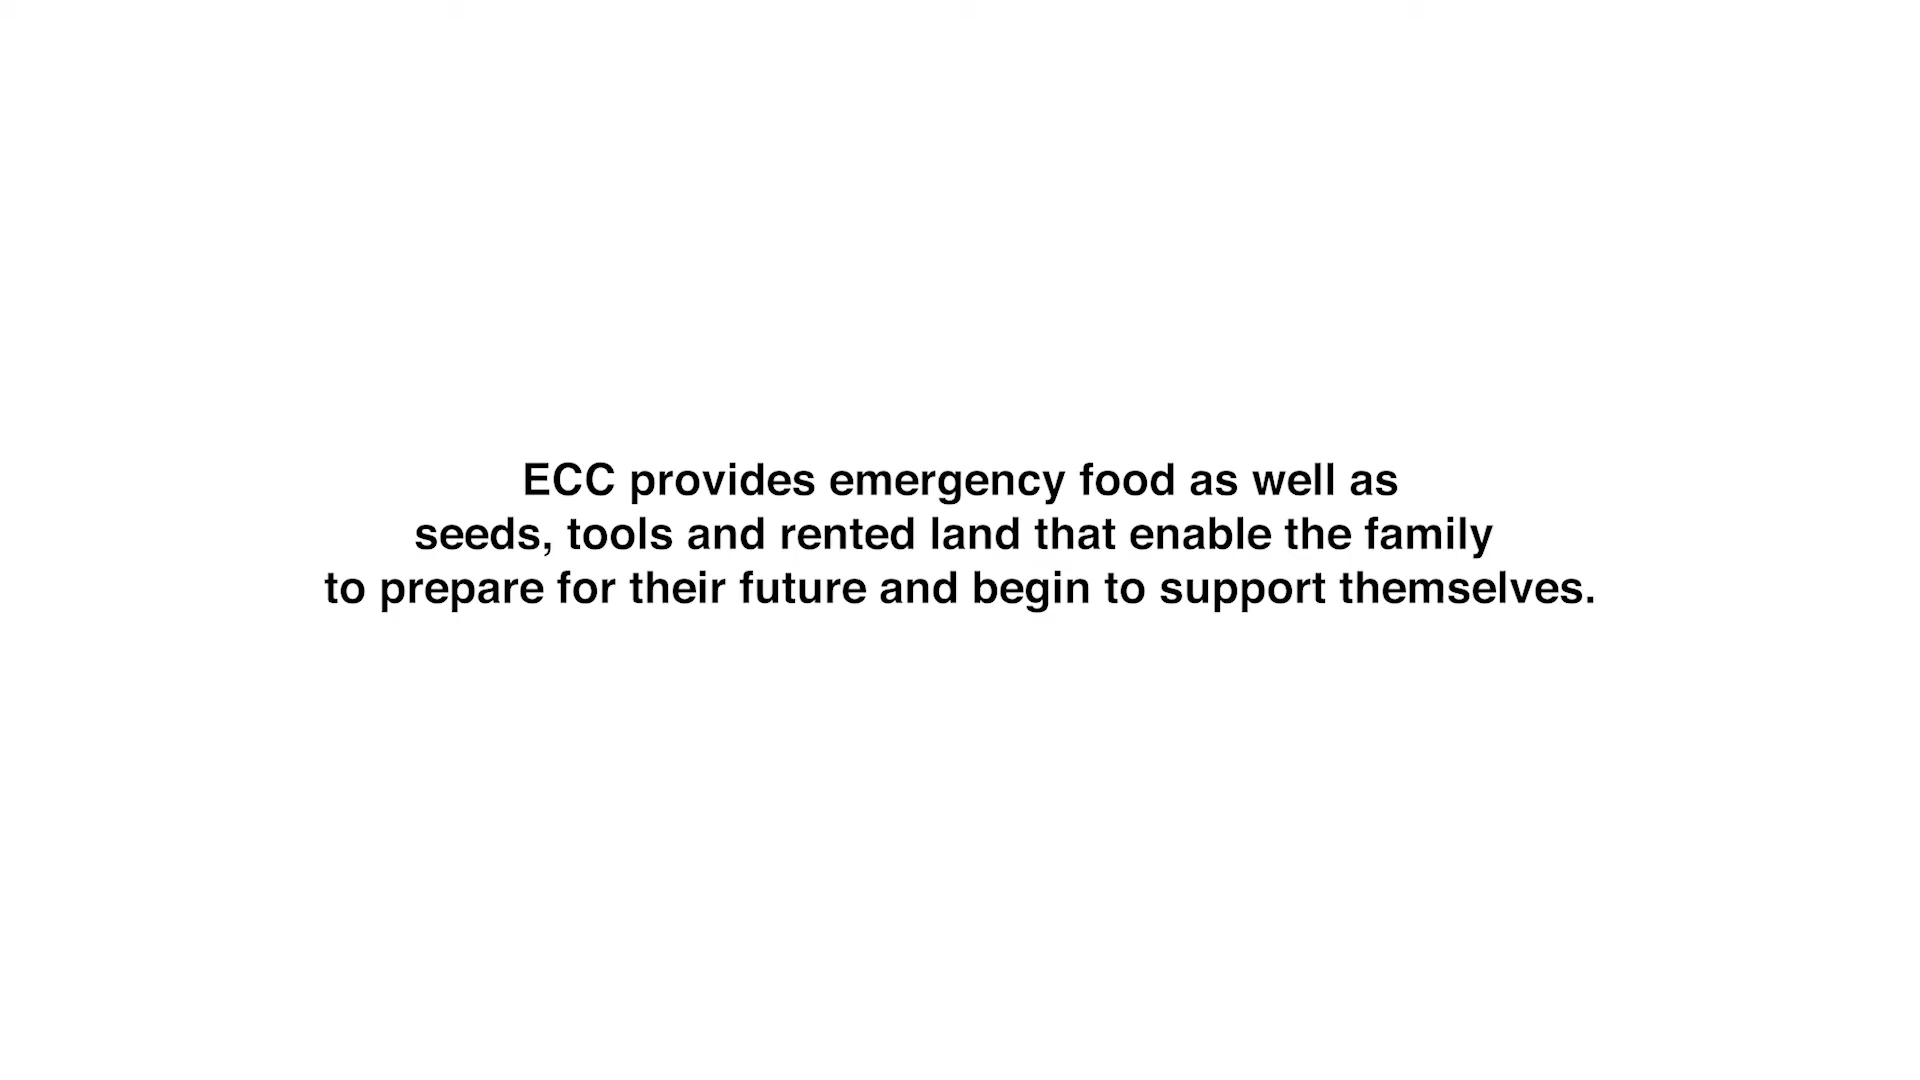 ECC provides emergency food as well as
seeds, tools and rented land that enable the family
to prepare for their future and begin to support themselves.